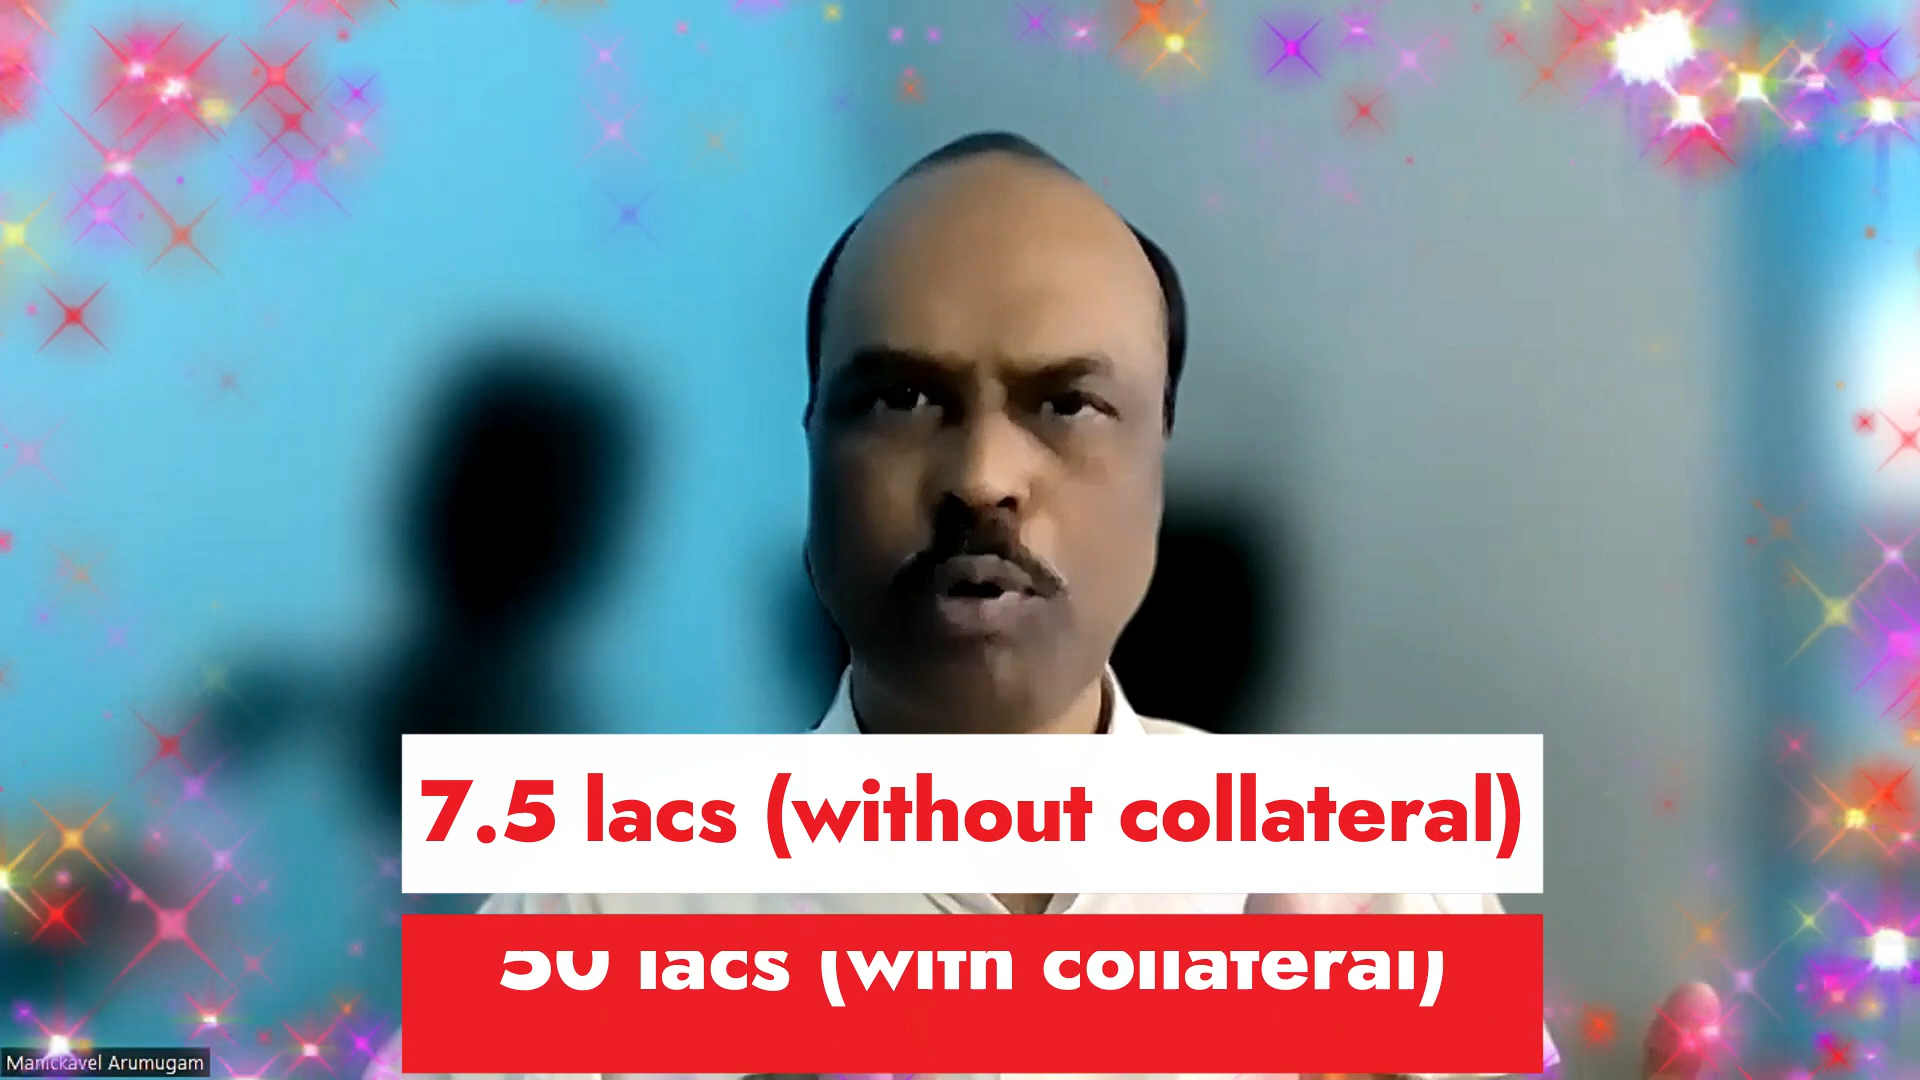 7.5 lacs (without collateral)
50 lacs (with collateral)
Manickavel Arumugam